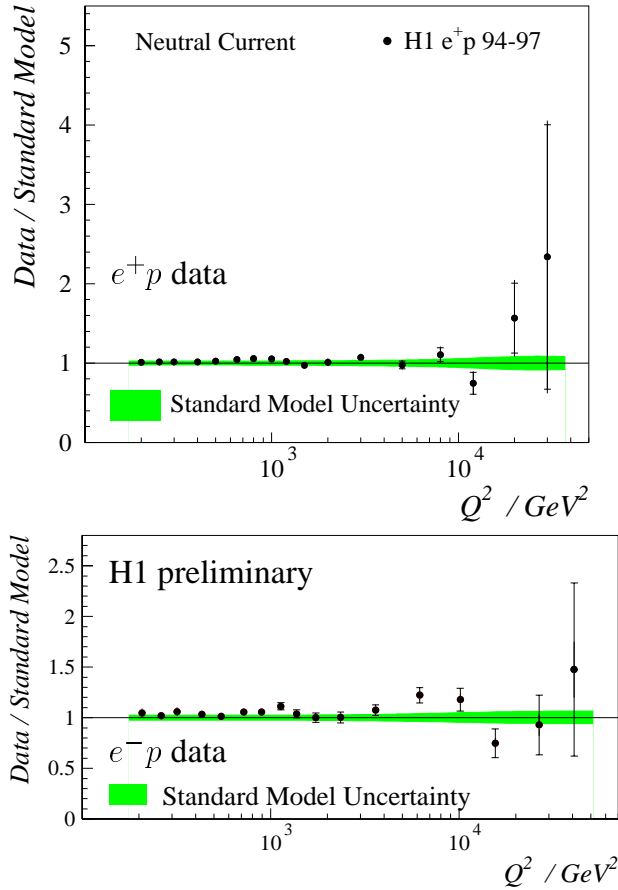 Neutral Current
H1 e⁺p 94-97
Data / Standard Model
5
4
3
2
1
0
e⁺p data
Standard Model Uncertainty
10³
10⁴
Q² / GeV²
H1 preliminary
Data / Standard Model
2.5
2
1.5
1
0.5
0
e⁻p data
Standard Model Uncertainty
10³
10⁴
Q² / GeV²